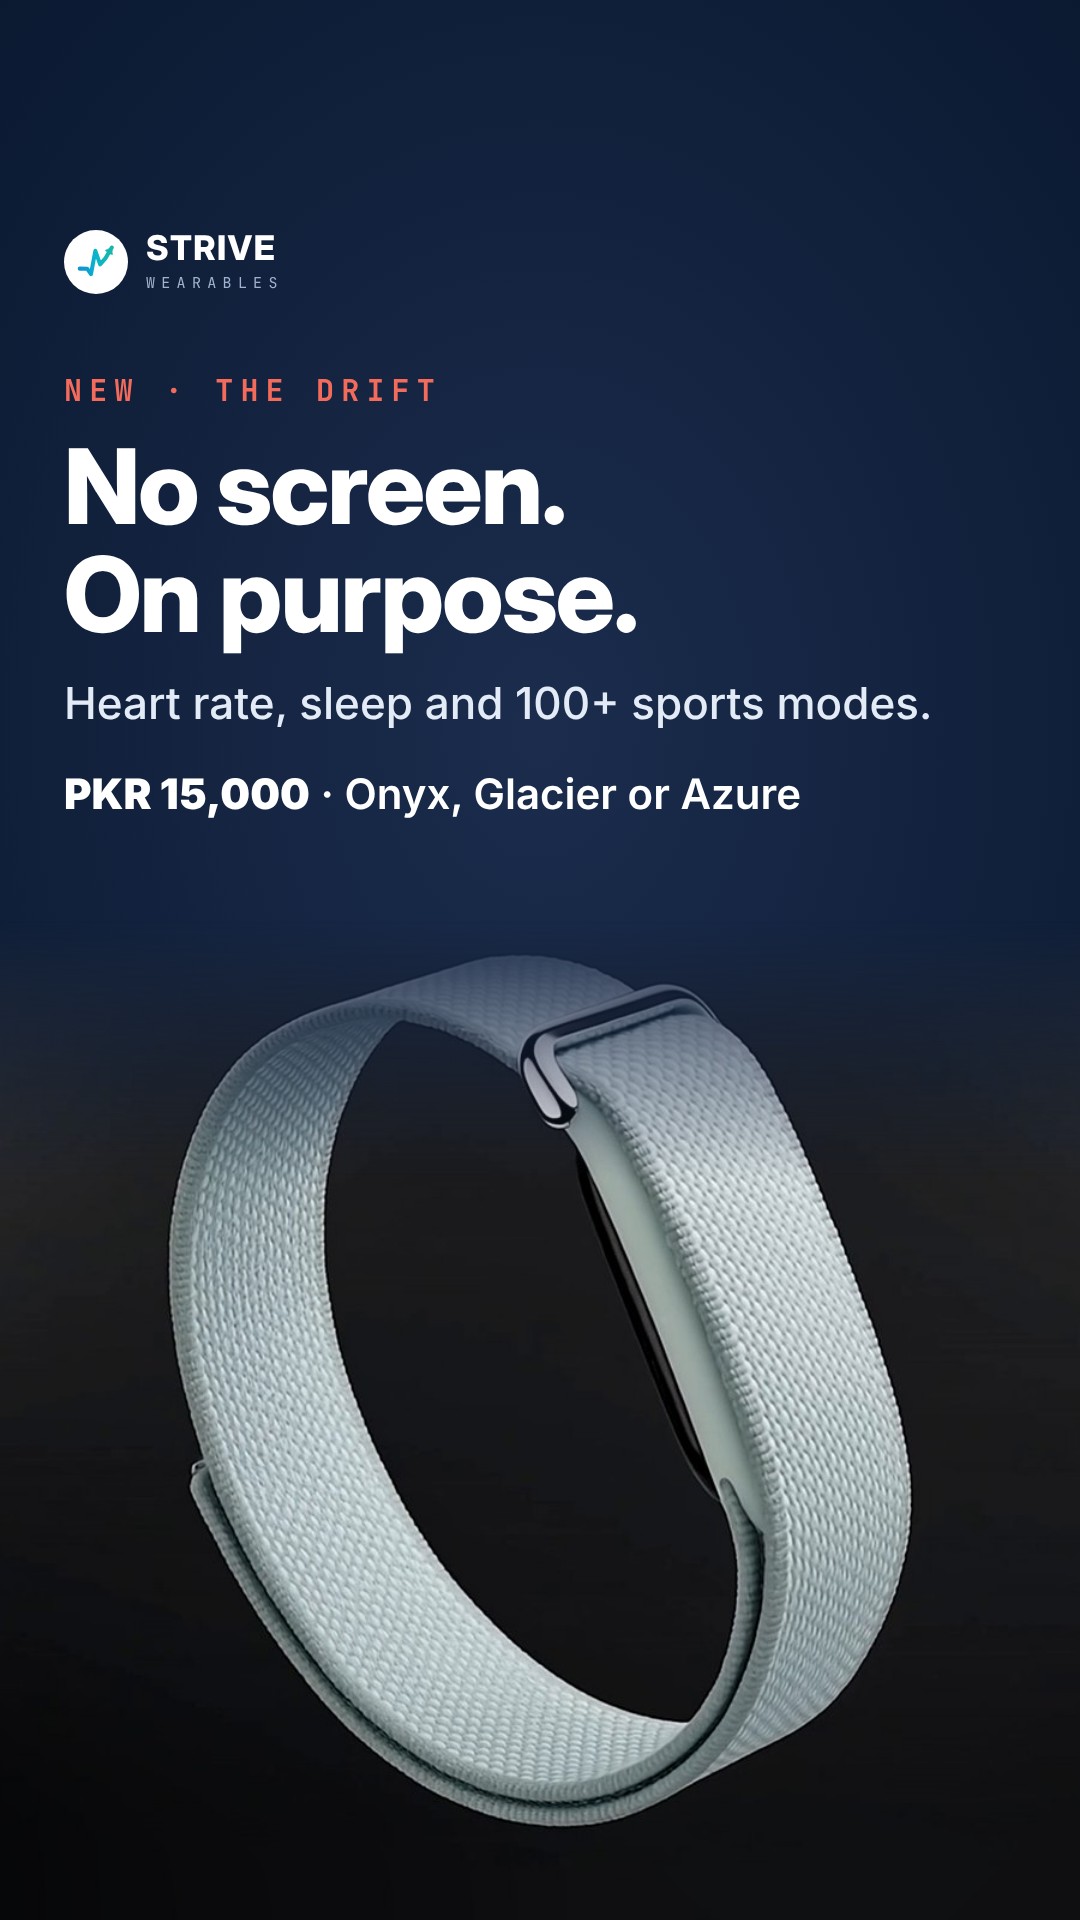 STRIVE
WEARABLES
NEW · THE DRIFT
No screen.
On purpose.
Heart rate, sleep and 100+ sports modes.
PKR 15,000 · Onyx, Glacier or Azure